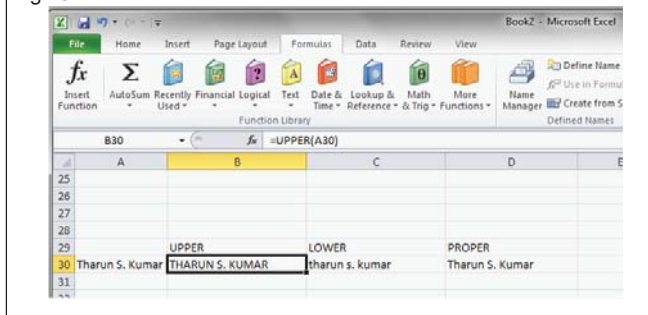 Book2 - Microsoft Excel
File Home Insert Page Layout Formulas Data Review View
fx Σ A θ
Insert Function AutoSum Recently Used Financial Logical Text Date & Time Lookup & Reference Math & Trig More Functions Name Manager Define Name
Use in Formu
Create from S
Function Library Defined Names
B30 fx =UPPER(A30)
A B C D E
25
26
27
28
29 UPPER LOWER PROPER
30 Tharun S. Kumar THARUN S. KUMAR tharun s. kumar Tharun S. Kumar
31